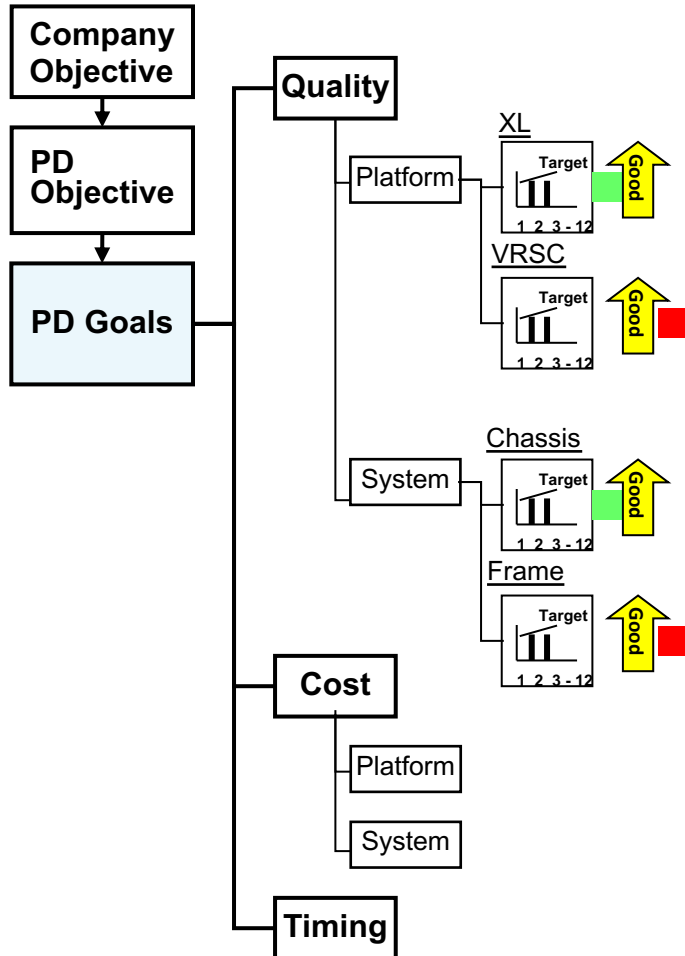 Company
Objective
PD
Objective
PD Goals
Quality
Platform
XL
Target
1 2 3 - 12
Good
VRSC
Target
1 2 3 - 12
Good
System
Chassis
Target
1 2 3 - 12
Good
Frame
Target
1 2 3 - 12
Good
Cost
Platform
System
Timing